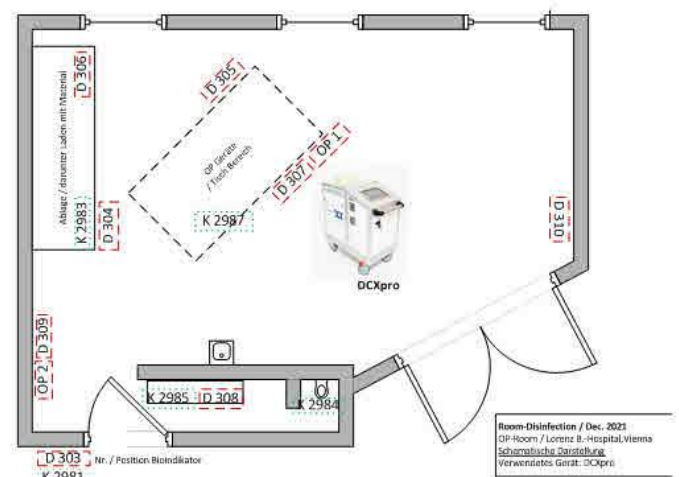 D 306
D 305
Ablage / darunter Laden mit Material
OP Geräte
/ Tisch Bereich
OP 1
D 307
K 2983
D 304
K 2987
D 310
DCXpro
D 309
OP 2
K 2985
D 308
K 2984
D 303
Nr. / Position Bioindikator
K 2981
Room-Disinfection / Dec. 2021
OP-Room / Lorenz B.-Hospital, Vienna
Schematische Darstellung
Verwendetes Gerät: DCXpro